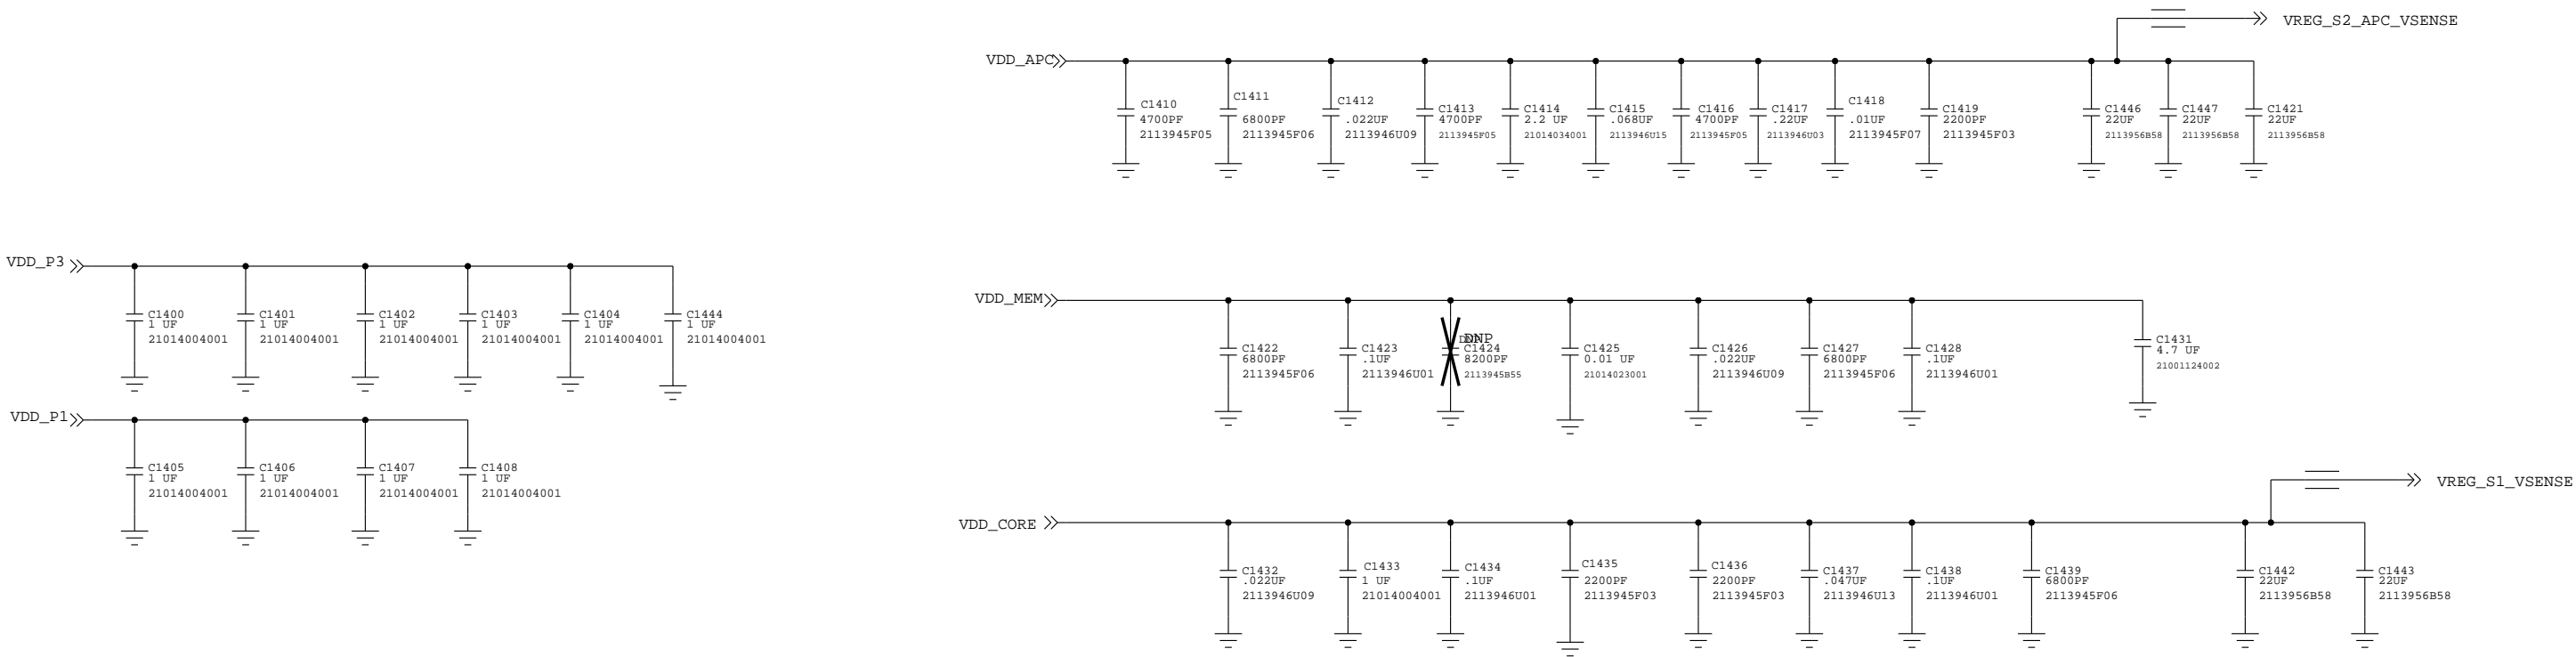 VREG_S2_APC_VSENSE
VDD_APC
C1410
4700PF
2113945F05
C1411
6800PF
2113945F06
C1412
.022UF
2113946U09
C1413
4700PF
2113945F05
C1414
2.2 UF
21014034001
C1415
.068UF
2113946U15
C1416
4700PF
2113945F05
C1417
.22UF
2113946U03
C1418
.01UF
2113945F07
C1419
2200PF
2113945F03
C1446
22UF
2113956B58
C1447
22UF
2113956B58
C1421
22UF
2113956B58
VDD_P3
C1400
1 UF
21014004001
C1401
1 UF
21014004001
C1402
1 UF
21014004001
C1403
1 UF
21014004001
C1404
1 UF
21014004001
C1444
1 UF
21014004001
VDD_MEM
C1422
6800PF
2113945F06
C1423
.1UF
2113946U01
DNP
C1424
8200PF
2113945B55
C1425
0.01 UF
21014023001
C1426
.022UF
2113946U09
C1427
6800PF
2113945F06
C1428
.1UF
2113946U01
C1431
4.7 UF
21001124002
VDD_P1
C1405
1 UF
21014004001
C1406
1 UF
21014004001
C1407
1 UF
21014004001
C1408
1 UF
21014004001
VREG_S1_VSENSE
VDD_CORE
C1432
.022UF
2113946U09
C1433
1 UF
21014004001
C1434
.1UF
2113946U01
C1435
2200PF
2113945F03
C1436
2200PF
2113945F03
C1437
.047UF
2113946U13
C1438
.1UF
2113946U01
C1439
6800PF
2113945F06
C1442
22UF
2113956B58
C1443
22UF
2113956B58